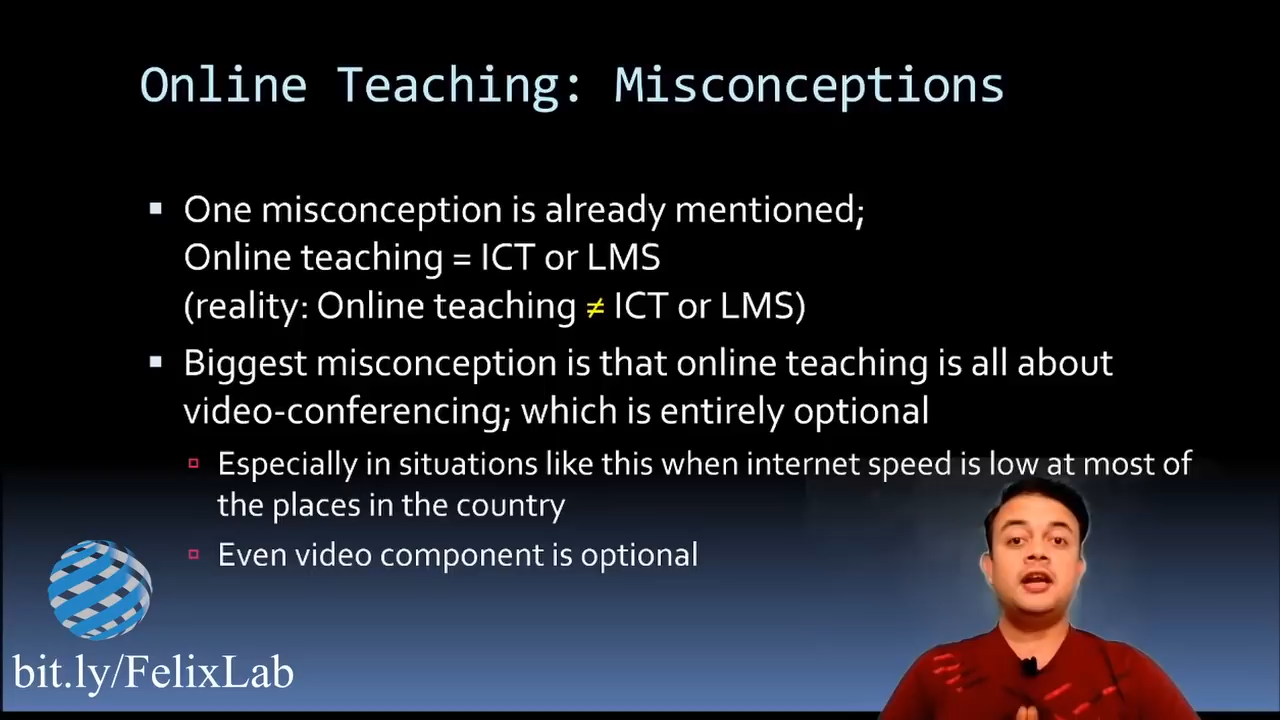 Online Teaching: Misconceptions
▪ One misconception is already mentioned;
Online teaching = ICT or LMS
(reality: Online teaching ≠ ICT or LMS)
▪ Biggest misconception is that online teaching is all about
video-conferencing; which is entirely optional
▫ Especially in situations like this when internet speed is low at most of
the places in the country
▫ Even video component is optional
bit.ly/FelixLab